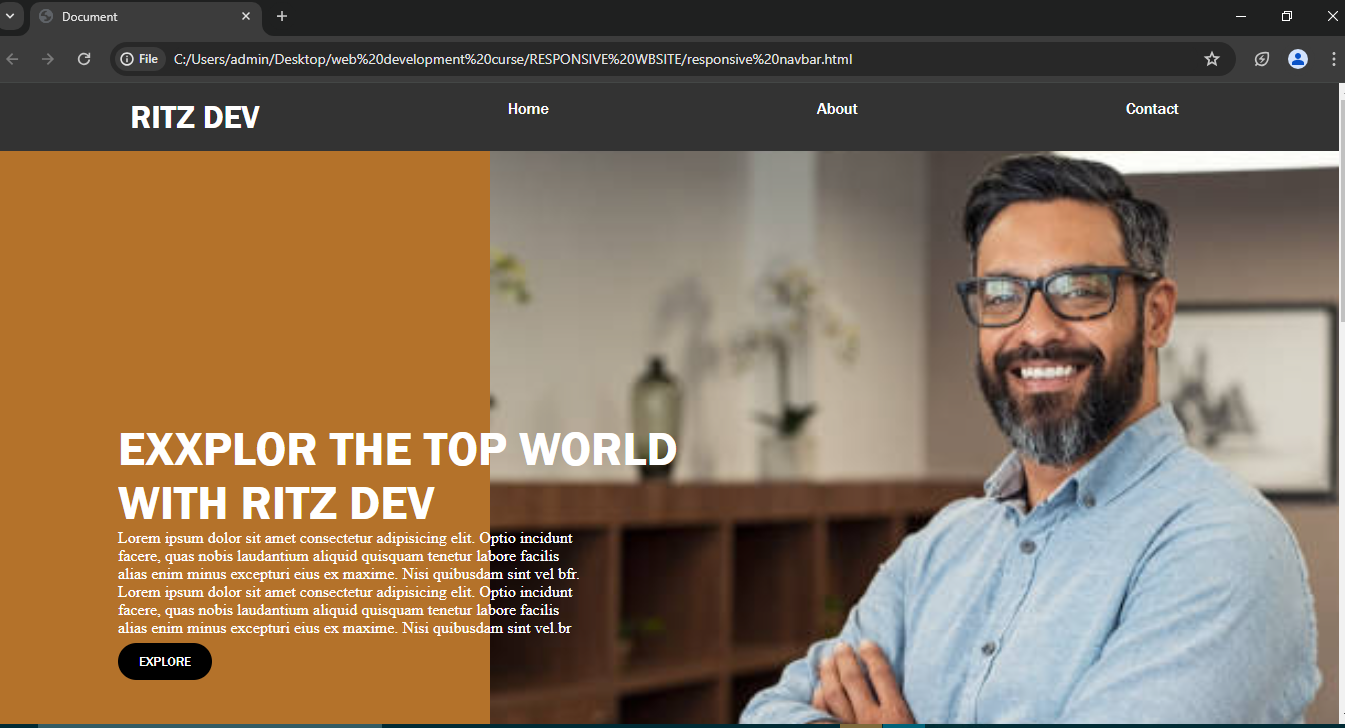 Document
File
C:/Users/admin/Desktop/web%20development%20curse/RESPONSIVE%20WBSITE/responsive%20navbar.html
RITZ DEV
Home
About
Contact
EXXPLOR THE TOP WORLD
WITH RITZ DEV
Lorem ipsum dolor sit amet consectetur adipisicing elit. Optio incidunt
facere, quas nobis laudantium aliquid quisquam tenetur labore facilis
alias enim minus excepturi eius ex maxime. Nisi quibusdam sint vel bfr.
Lorem ipsum dolor sit amet consectetur adipisicing elit. Optio incidunt
facere, quas nobis laudantium aliquid quisquam tenetur labore facilis
alias enim minus excepturi eius ex maxime. Nisi quibusdam sint vel.br
EXPLORE